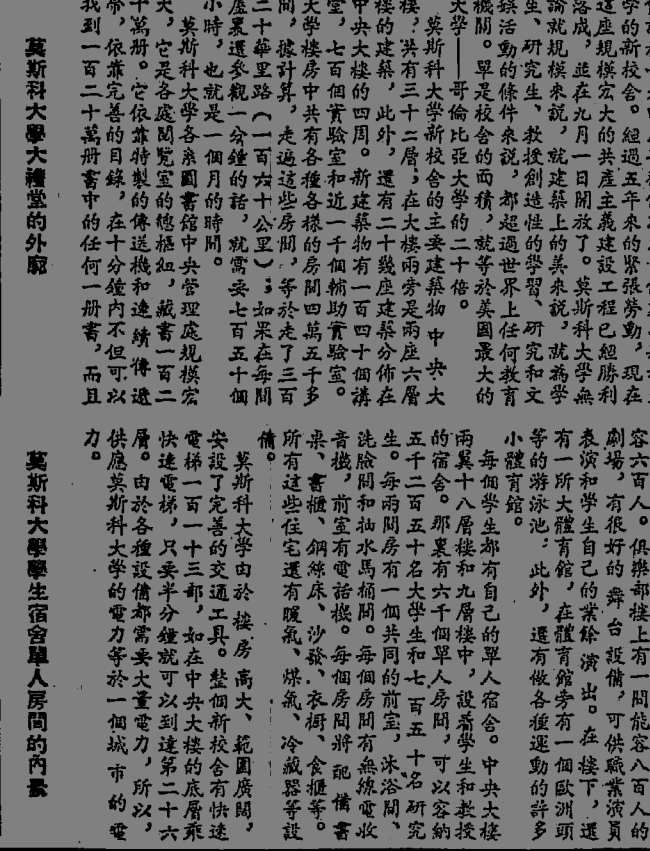 學的新校舍。經過五年來的緊張勞動，現在
這座規模宏大的共產主義建設工程已經勝利
落成，並在九月一日開放了。莫斯科大學無
論就規模來說，就建築上的美來說，就為學
生、研究生、教授創造性的學習、研究和文
娛活動的條件來說，都超過世界上任何教育
機關。單是校舍的面積，就等於美國最大的
大學——哥倫比亞大學的二十倍。
莫斯科大學新校舍的主要建築物中央大
樓，共有三十二層；在大樓兩旁是兩座六層
樓的建築，此外，還有二十幾座建築分佈在
中央大樓的四周。新建築物有一百四十個講
堂，七百個實驗室和近一千個輔助實驗室。
大學樓房中共有各種各樣的房間四萬五千多
間，據計算，走遍這些房間，等於走了三百
二十華里路（一百六十公里）；如果在每間
屋裏還參觀一分鐘的話，就需要七百五十個
小時，也就是一個月的時間。
莫斯科大學各系圖書館中央管理處規模宏
大，它是各處閱覽室的總樞紐，藏書一百二
十萬册。它依靠特製的傳送機和連續傳遞
帶，依靠完善的目錄，在十分鐘內不但可以
找到一百二十萬册書中的任何一册書，而且
莫斯科大學大禮堂的外廊
容六百人。俱樂部樓上有一間能容八百人的
劇場，有很好的舞台設備，可供職業演員
表演和學生自己的業餘演出。在樓下，還
有一所大體育館，在體育館旁有一個歐洲頭
等的游泳池。此外，還有做各種運動的許多
小體育館。
每個學生都有自己的單人宿舍。中央大樓
兩翼十八層樓和九層樓中，設着學生和教授
的宿舍。那裏有六千個單人房間，可以容納
五千二百五十名大學生和七百五十名研究
生。每兩間房有一個共同的前室，沐浴間、
洗臉間和抽水馬桶間。每個房間有無線電收
音機，前室有電話機。每個房間將配備書
桌、書櫃、鋼絲床、沙發、衣櫥、食櫃等。
所有這些住宅還有暖氣、煤氣、冷藏器等設
備。
莫斯科大學由於樓房高大、範圍廣闊，
安設了完善的交通工具。整個新校舍有快速
電梯一百一十三部，如在中央大樓的底層乘
快速電梯，只要半分鐘就可以到達第二十六
層。由於各種設備都需要大量電力，所以，
供應莫斯科大學的電力等於一個城市的電
力。
莫斯科大學學生宿舍單人房間的內景